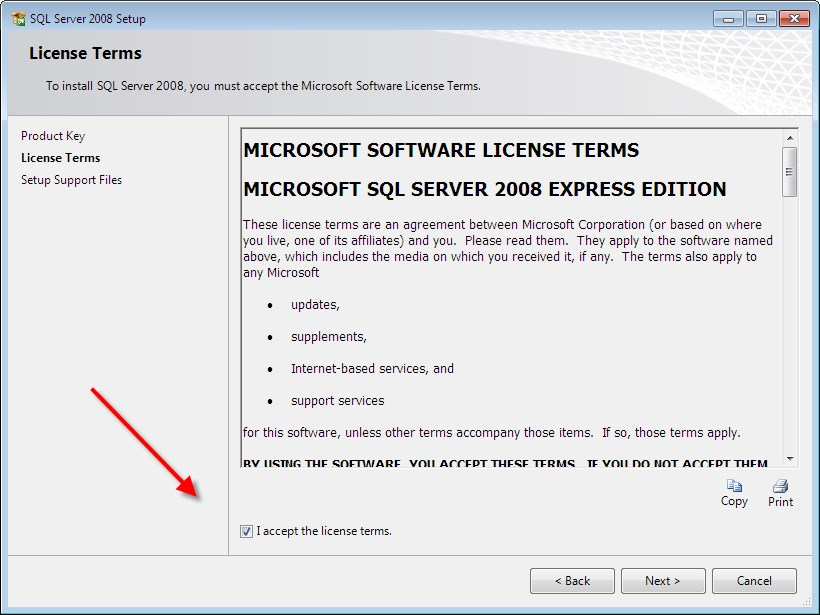 SQL Server 2008 Setup
License Terms
To install SQL Server 2008, you must accept the Microsoft Software License Terms.
Product Key
License Terms
Setup Support Files
MICROSOFT SOFTWARE LICENSE TERMS
MICROSOFT SQL SERVER 2008 EXPRESS EDITION
These license terms are an agreement between Microsoft Corporation (or based on where
you live, one of its affiliates) and you.  Please read them.  They apply to the software named
above, which includes the media on which you received it, if any.  The terms also apply to
any Microsoft
• updates,
• supplements,
• Internet-based services, and
• support services
for this software, unless other terms accompany those items.  If so, those terms apply.
BY USING THE SOFTWARE, YOU ACCEPT THESE TERMS.  IF YOU DO NOT ACCEPT THEM,
Copy
Print
I accept the license terms.
< Back
Next >
Cancel